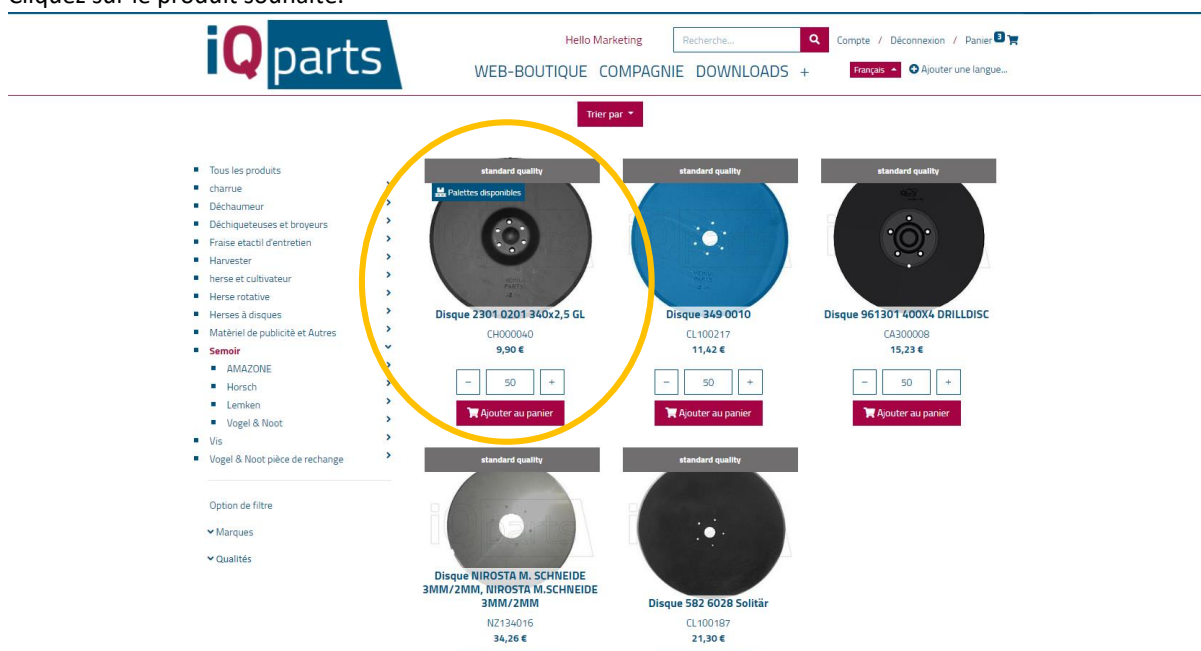 Cliquez sur le produit souhaité.
iQparts
Hello Marketing
Recherche...
Compte / Déconnexion / Panier 3
WEB-BOUTIQUE COMPAGNIE DOWNLOADS +
Français
Ajouter une langue...
Trier par
Tous les produits
charrue
Déchaumeur
Déchiqueteuses et broyeurs
Fraise etactil d'entretien
Harvester
herse et cultivateur
Herse rotative
Herses à disques
Matèriel de publicitè et Autres
Semoir
AMAZONE
Horsch
Lemken
Vogel & Noot
Vis
Vogel & Noot pièce de rechange
Option de filtre
Marques
Qualités
standard quality
Palettes disponibles
Disque 2301 0201 340x2,5 GL
CH000040
9,90 €
- 50 +
Ajouter au panier
standard quality
Disque 349 0010
CL100217
11,42 €
- 50 +
Ajouter au panier
standard quality
Disque 961301 400X4 DRILLDISC
CA300008
15,23 €
- 50 +
Ajouter au panier
standard quality
Disque NIROSTA M. SCHNEIDE
3MM/2MM, NIROSTA M.SCHNEIDE
3MM/2MM
NZ134016
34,26 €
standard quality
Disque 582 6028 Solitär
CL100187
21,30 €